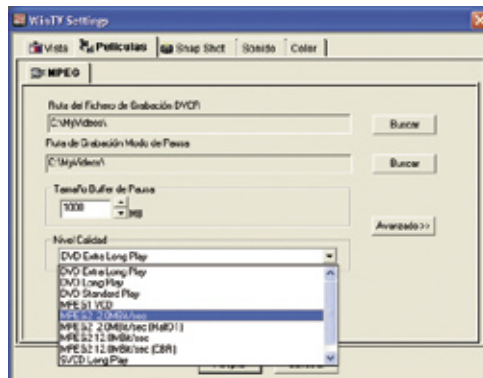 WinTV Settings
Vista Películas Snap Shot Sonido Color
MPEG
Ruta del Fichero de Grabación DVCR
C:\MyVideos\ Buscar
Ruta de Grabación Modo de Pausa
C:\MyVideos\ Buscar
Tamaño Buffer de Pausa
1000 MB
Avanzado>>
Nivel Calidad
DVD Extra Long Play
DVD Extra Long Play
DVD Long Play
DVD Standard Play
MPEG1 VCD
MPEG2 2.0MBit/sec
MPEG2 2.0MBit/sec (HalfD1)
MPEG2 12.0MBit/sec
MPEG2 12.0MBit/sec (CBR)
SVCD Long Play